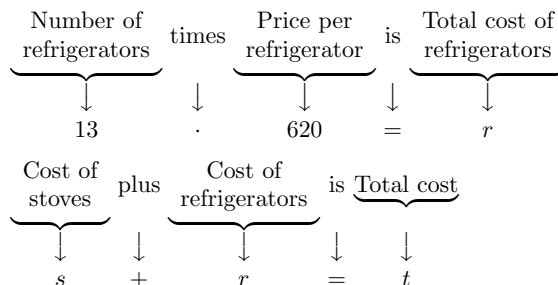 Number of refrigerators times Price per refrigerator is Total cost of refrigerators
13 · 620 = r
Cost of stoves plus Cost of refrigerators is Total cost
s + r = t